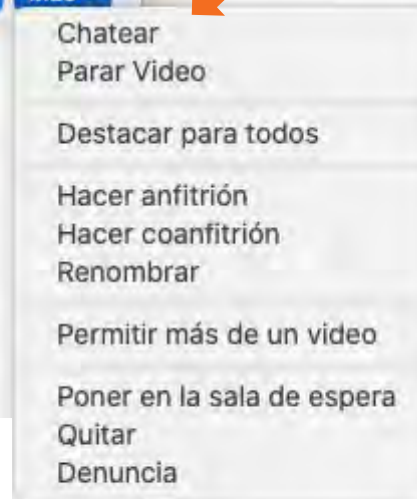 Chatear
Parar Video
Destacar para todos
Hacer anfitrión
Hacer coanfitrión
Renombrar
Permitir más de un video
Poner en la sala de espera
Quitar
Denuncia